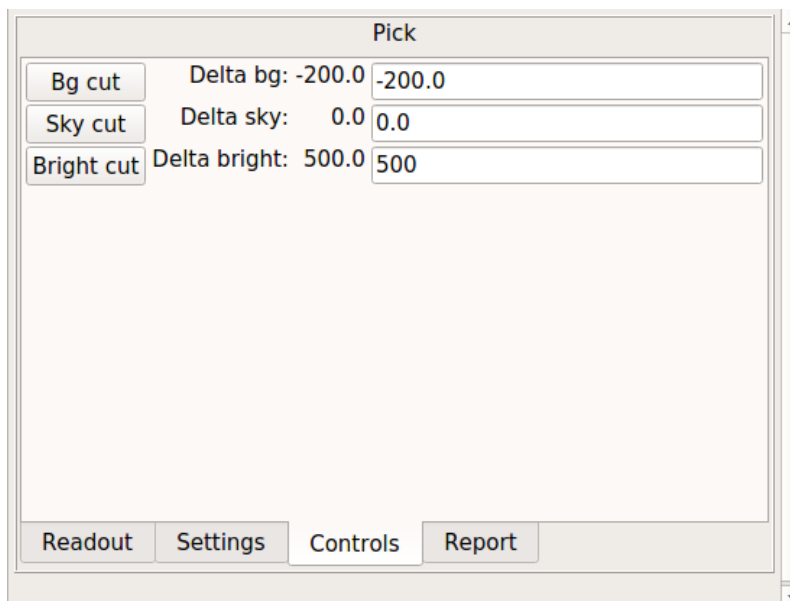 Pick
Bg cut Delta bg: -200.0 -200.0
Sky cut Delta sky: 0.0 0.0
Bright cut Delta bright: 500.0 500
Readout Settings Controls Report